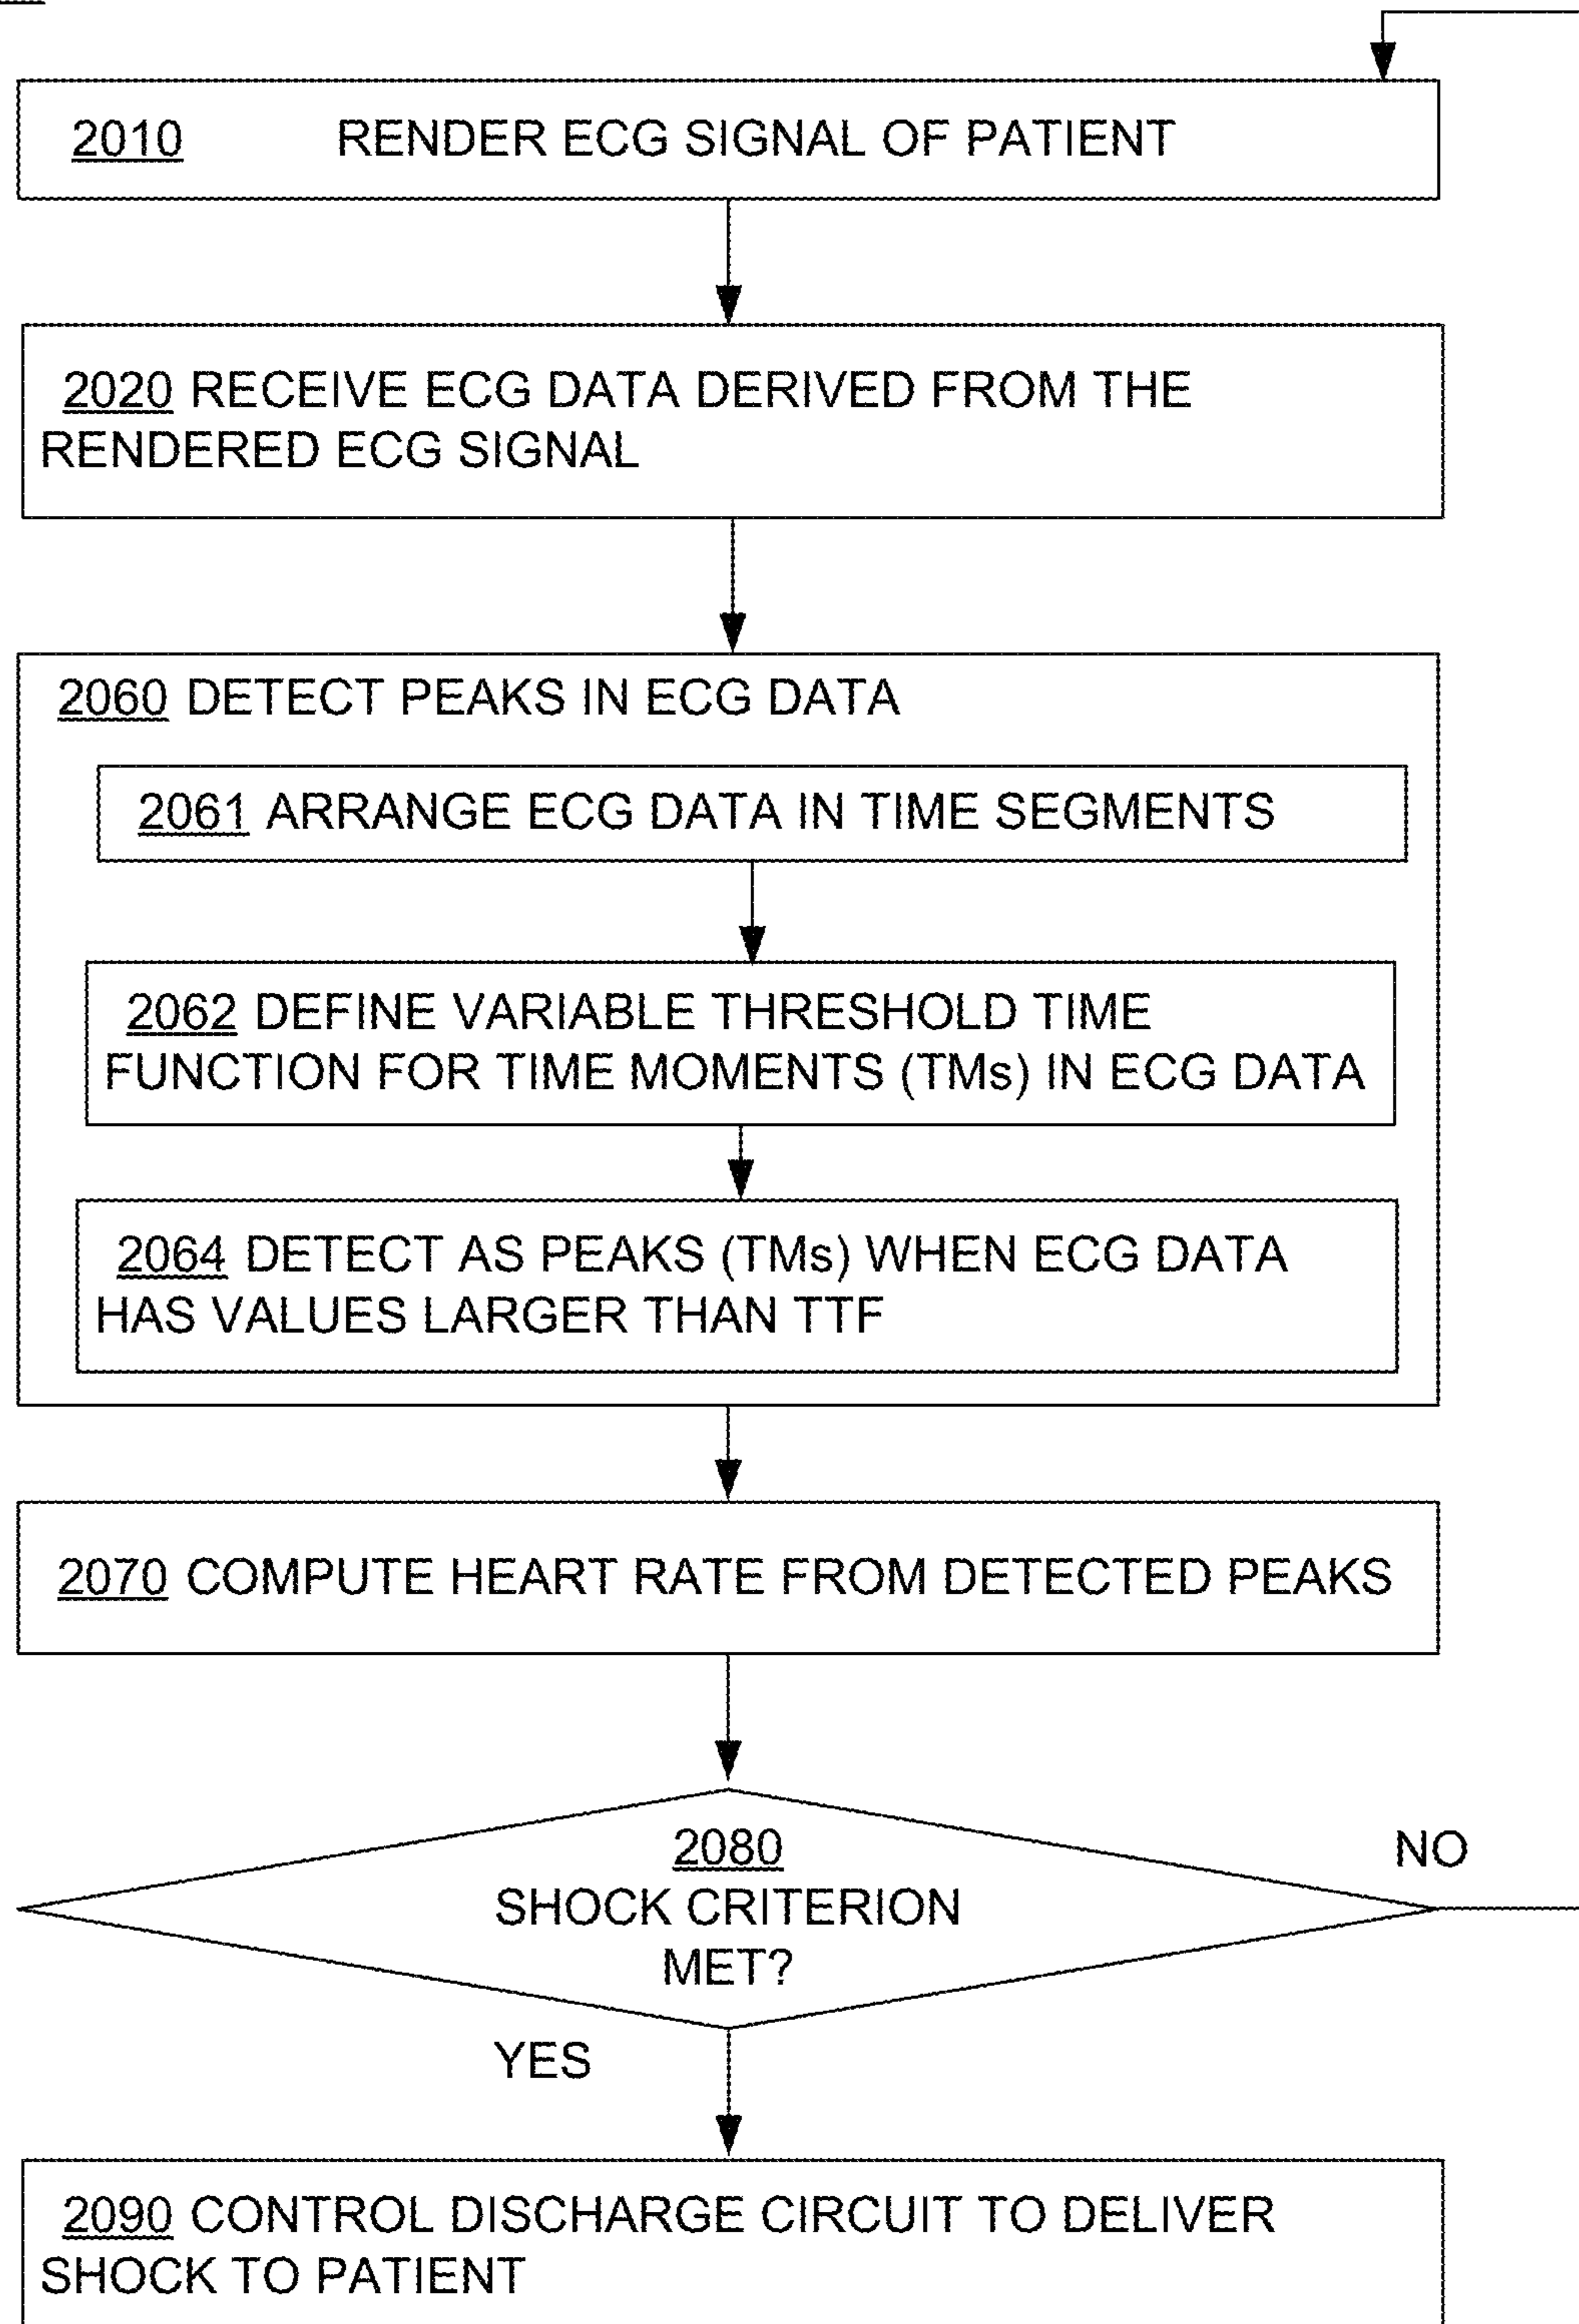 2010 RENDER ECG SIGNAL OF PATIENT
2020 RECEIVE ECG DATA DERIVED FROM THE
RENDERED ECG SIGNAL
2060 DETECT PEAKS IN ECG DATA
2061 ARRANGE ECG DATA IN TIME SEGMENTS
2062 DEFINE VARIABLE THRESHOLD TIME
FUNCTION FOR TIME MOMENTS (TMs) IN ECG DATA
2064 DETECT AS PEAKS (TMs) WHEN ECG DATA
HAS VALUES LARGER THAN TTF
2070 COMPUTE HEART RATE FROM DETECTED PEAKS
2080
NO
SHOCK CRITERION
MET?
YES
2090 CONTROL DISCHARGE CIRCUIT TO DELIVER
SHOCK TO PATIENT